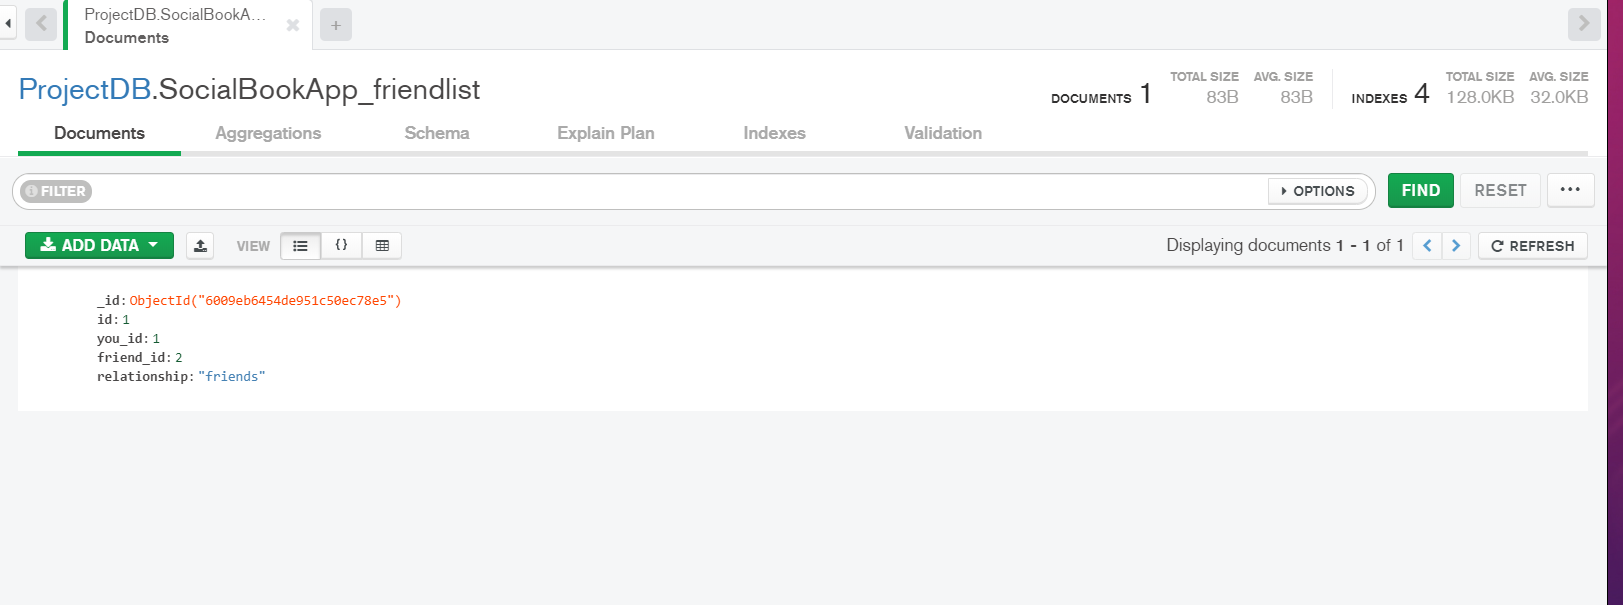 ProjectDB.SocialBookA...
Documents
ProjectDB.SocialBookApp_friendlist
DOCUMENTS 1 TOTAL SIZE 83B AVG. SIZE 83B INDEXES 4 TOTAL SIZE 128.0KB AVG. SIZE 32.0KB
Documents Aggregations Schema Explain Plan Indexes Validation
FILTER OPTIONS FIND RESET ...
ADD DATA VIEW {} Displaying documents 1 - 1 of 1 < > REFRESH
_id: ObjectId("6009eb6454de951c50ec78e5")
id: 1
you_id: 1
friend_id: 2
relationship: "friends"